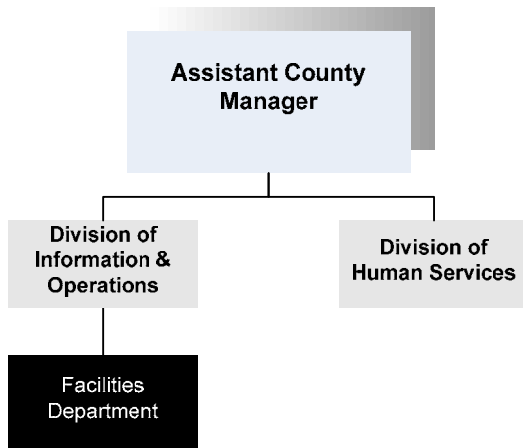 Assistant County
Manager
Division of
Information &
Operations
Division of
Human Services
Facilities
Department